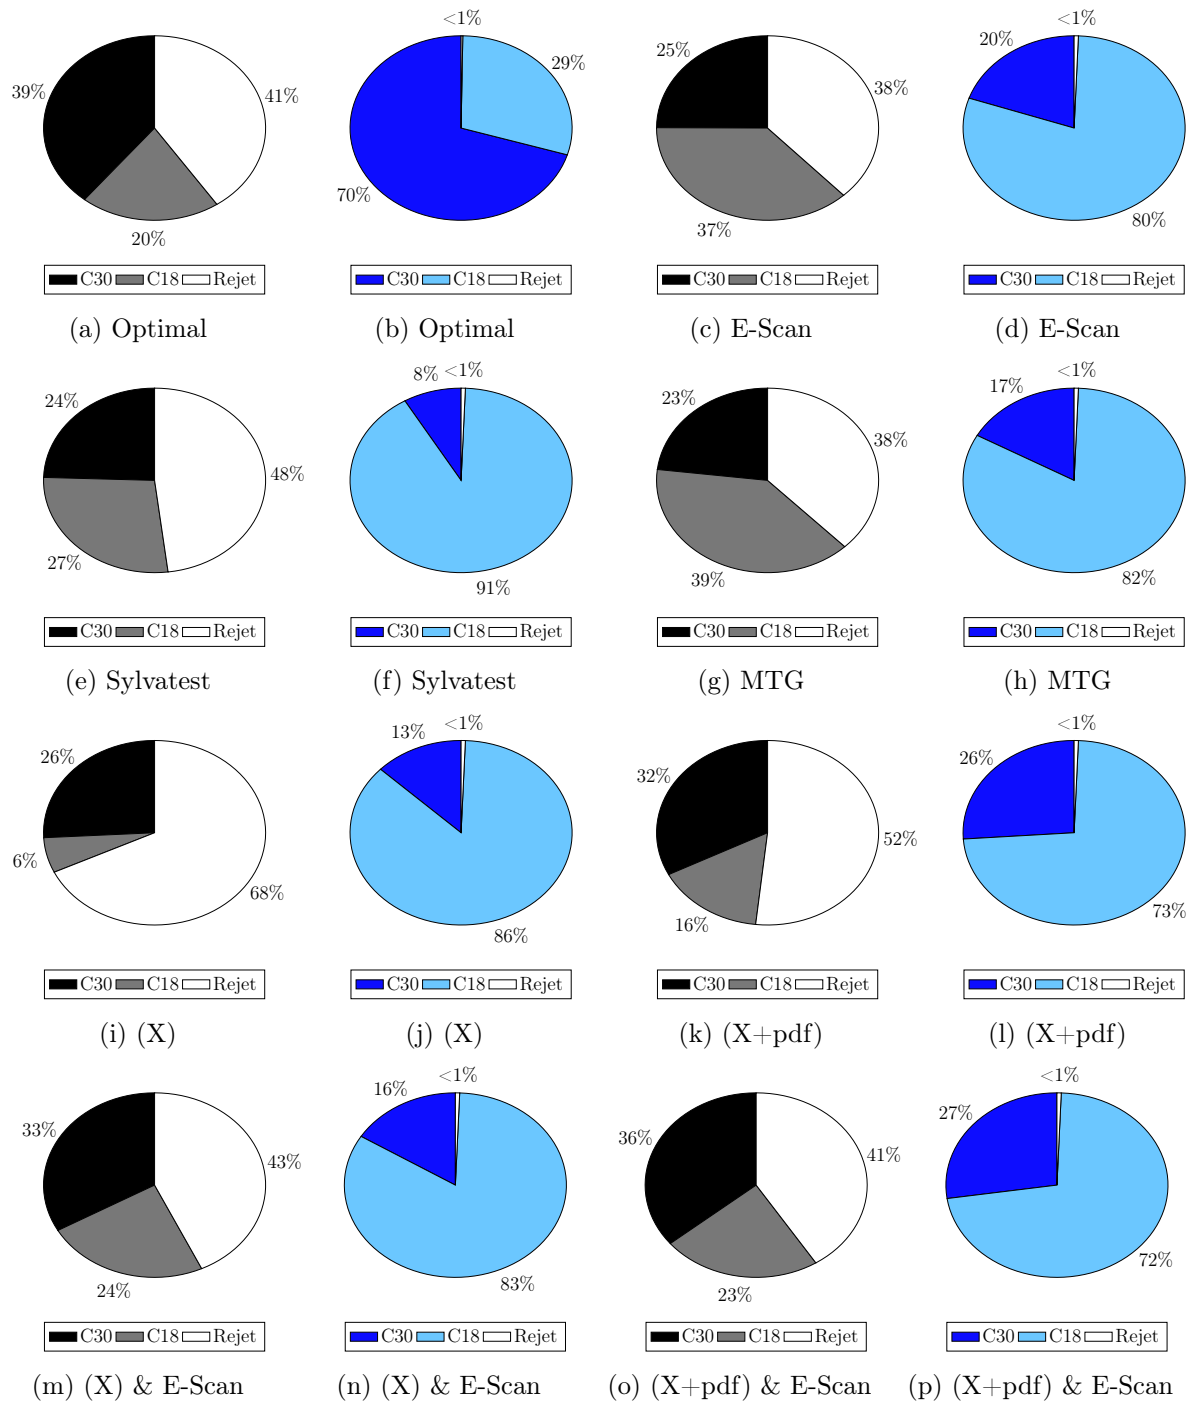 <1% <1%
39% 41% 29% 25% 38% 20%
70% 20% 37% 80%
C30 C18 Rejet C30 C18 Rejet C30 C18 Rejet C30 C18 Rejet
(a) Optimal (b) Optimal (c) E-Scan (d) E-Scan
8% <1% <1%
24% 48% 23% 38% 17%
27% 91% 39% 82%
C30 C18 Rejet C30 C18 Rejet C30 C18 Rejet C30 C18 Rejet
(e) Sylvatest (f) Sylvatest (g) MTG (h) MTG
13% <1% <1%
26% 32% 52% 26%
6% 68% 86% 16% 73%
C30 C18 Rejet C30 C18 Rejet C30 C18 Rejet C30 C18 Rejet
(i) (X) (j) (X) (k) (X+pdf) (l) (X+pdf)
16% <1% <1%
33% 43% 36% 41% 27%
24% 83% 23% 72%
C30 C18 Rejet C30 C18 Rejet C30 C18 Rejet C30 C18 Rejet
(m) (X) & E-Scan (n) (X) & E-Scan (o) (X+pdf) & E-Scan (p) (X+pdf) & E-Scan